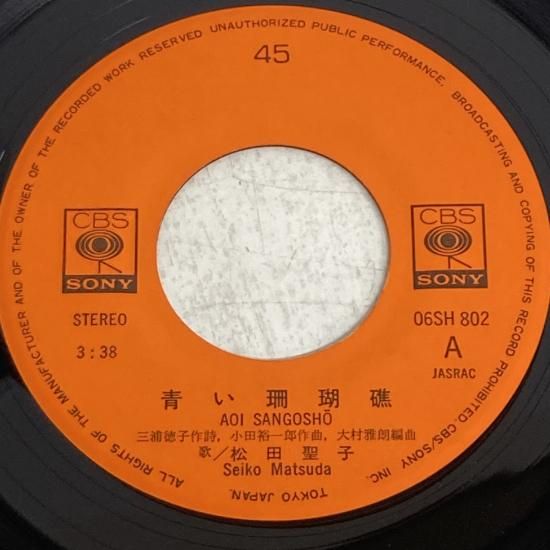 ALL RIGHTS OF THE MANUFACTURER AND OF THE OWNER OF THE RECORDED WORK RESERVED UNAUTHORIZED PUBLIC PERFORMANCE, BROADCASTING AND COPYING OF THIS RECORD PROHIBITED. CBS/SONY INC. TOKYO JAPAN.
45
CBS
SONY
CBS
SONY
STEREO
06SH 802
3:38
A
JASRAC
青い珊瑚礁
AOI SANGOSHŌ
三浦徳子作詩, 小田裕一郎作曲, 大村雅朗編曲
歌/松田聖子
Seiko Matsuda